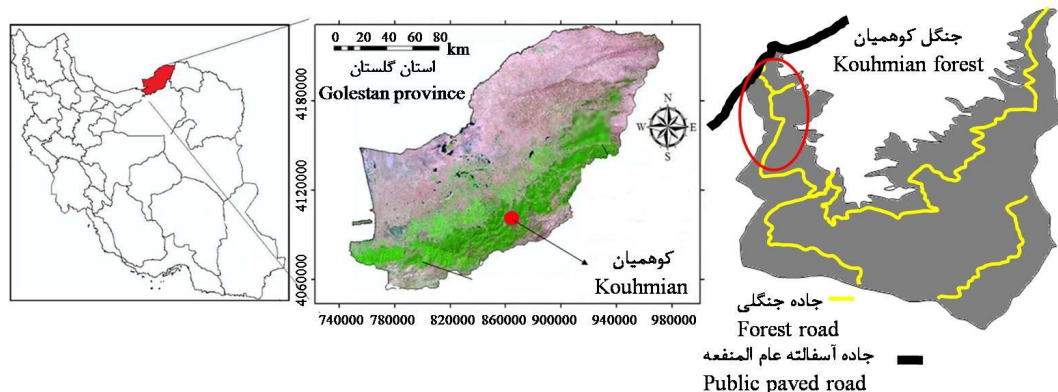 0 20 40 60 80
km
استان گلستان
Golestan province
N
W
E
S
4180000
4120000
4060000
740000 780000 820000 860000 900000 940000 980000
کوهمیان
Kouhmian
جنگل کوهمیان
Kouhmian forest
جاده جنگلی
Forest road
جاده آسفالته عام المنفعه
Public paved road